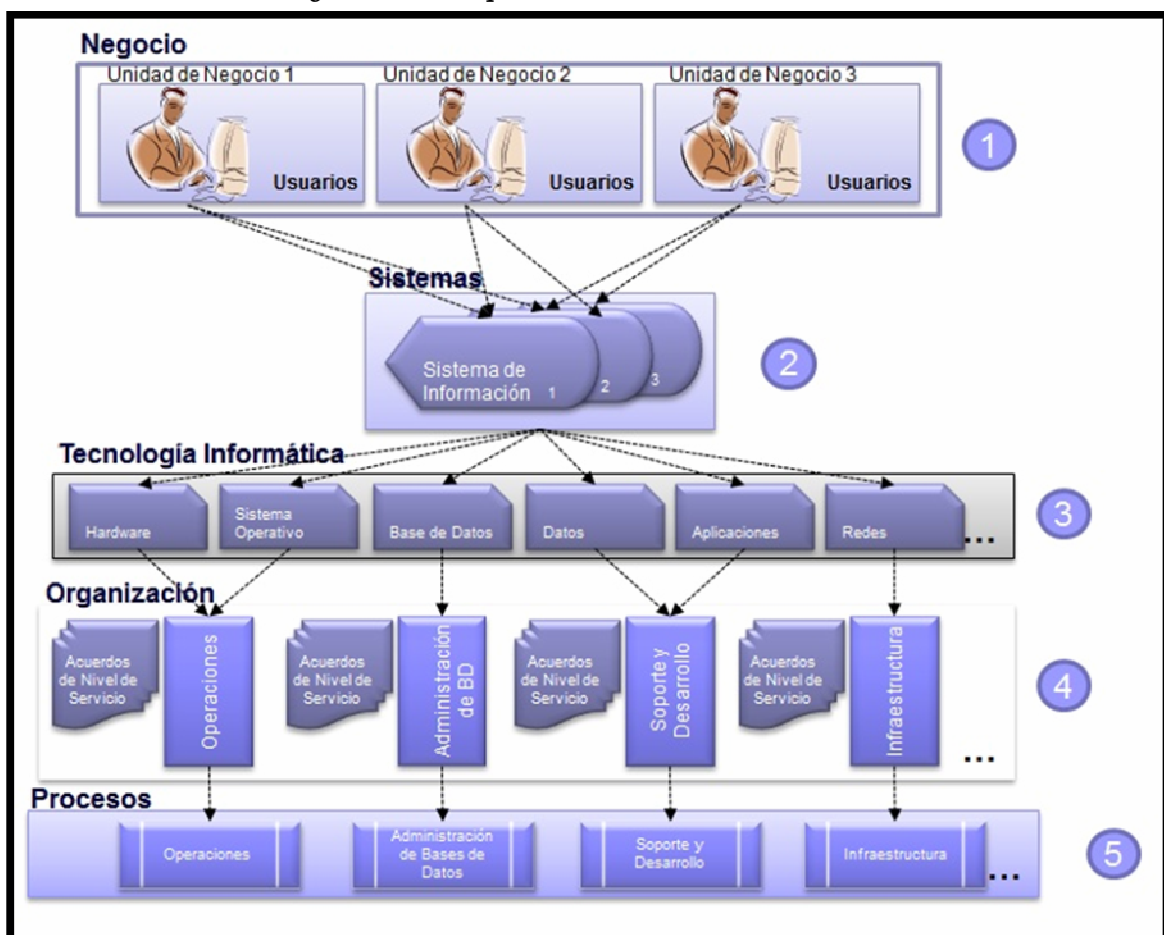 Negocio
Unidad de Negocio 1
Unidad de Negocio 2
Unidad de Negocio 3
Usuarios
Usuarios
Usuarios
1
Sistemas
Sistema de
Información 1
2
3
2
Tecnología Informática
Hardware
Sistema
Operativo
Base de Datos
Datos
Aplicaciones
Redes
...
3
Organización
Acuerdos
de Nivel de
Servicio
Operaciones
Acuerdos
de Nivel de
Servicio
Administración
de BD
Acuerdos
de Nivel de
Servicio
Soporte y
Desarrollo
Acuerdos
de Nivel de
Servicio
Infraestructura
...
4
Procesos
Operaciones
Administración
de Bases de
Datos
Soporte y
Desarrollo
Infraestructura
...
5